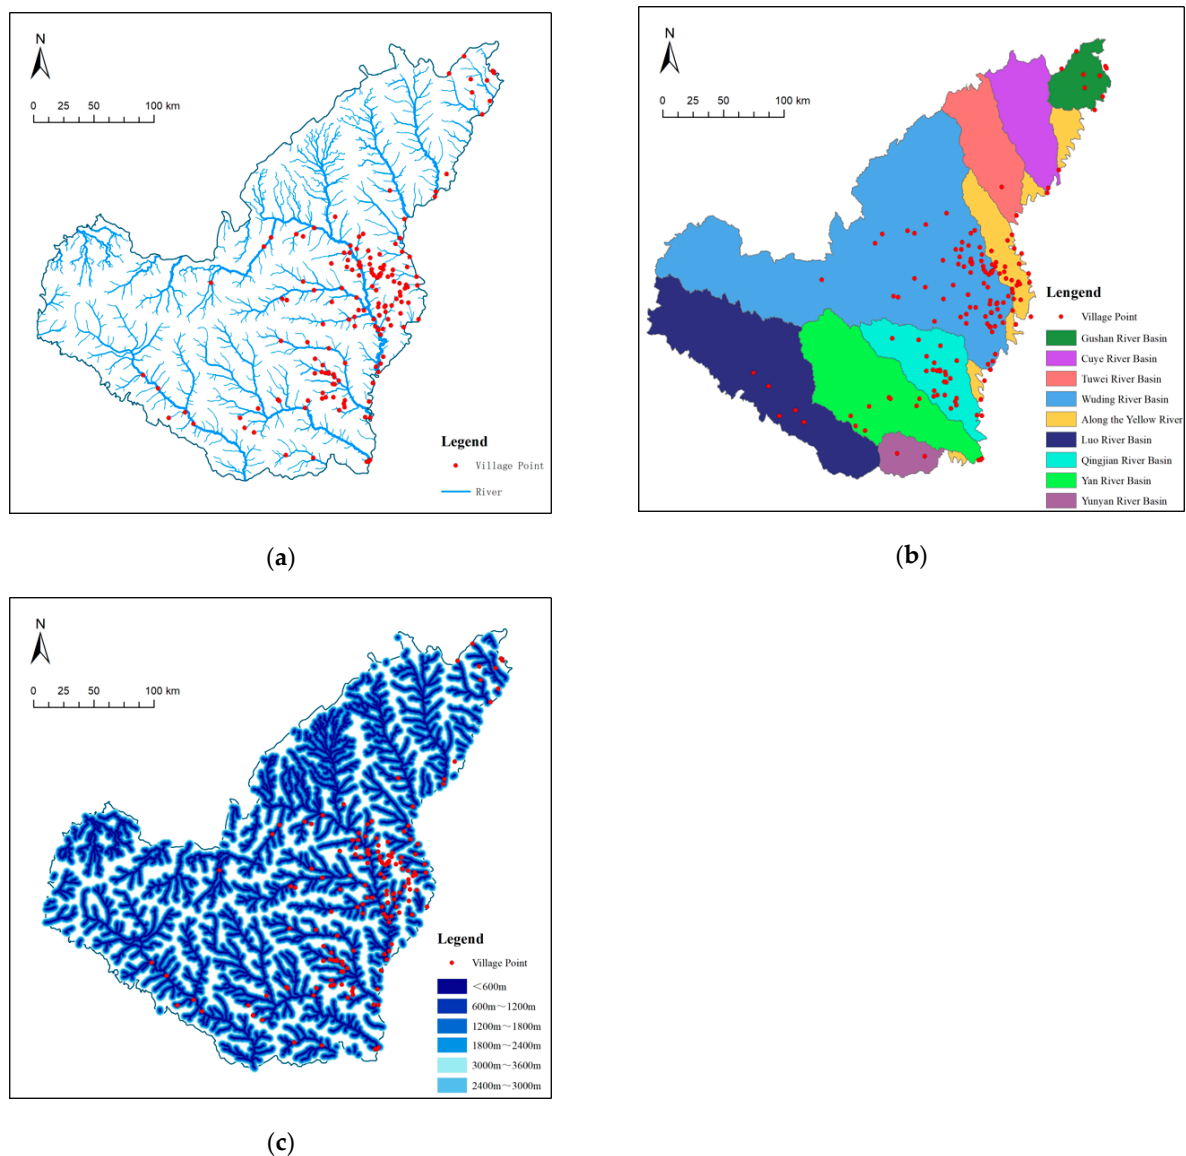 N
0 25 50 100 km
Legend
Village Point
River
(a)
N
0 25 50 100 km
Lengend
Village Point
Gushan River Basin
Cuye River Basin
Tuwei River Basin
Wuding River Basin
Along the Yellow River
Luo River Basin
Qingjian River Basin
Yan River Basin
Yunyan River Basin
(b)
N
0 25 50 100 km
Legend
Village Point
＜600m
600m～1200m
1200m～1800m
1800m～2400m
3000m～3600m
2400m～3000m
(c)